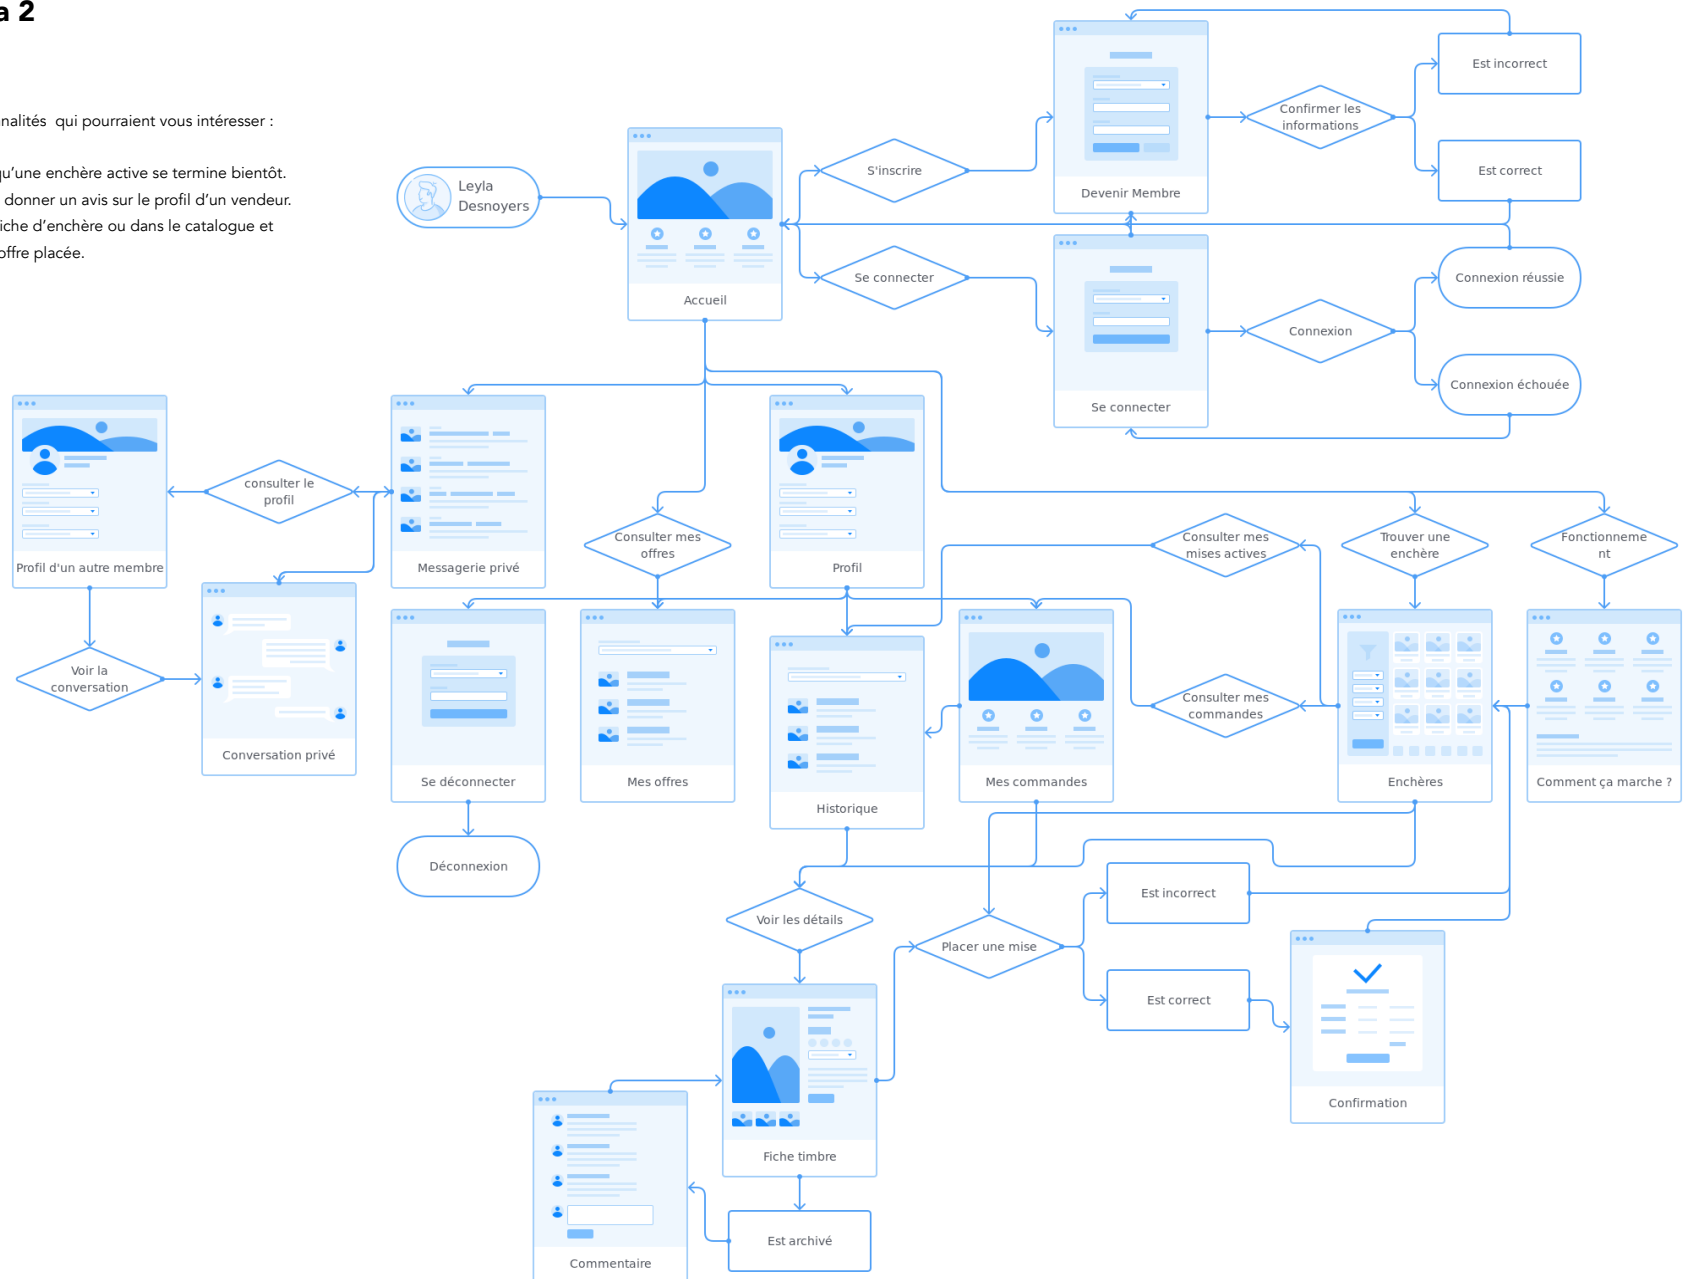 a 2
nalités qui pourraient vous intéresser :
qu’une enchère active se termine bientôt.
donner un avis sur le profil d’un vendeur.
iche d’enchère ou dans le catalogue et
offre placée.
Est incorrect
Confirmer les
informations
S'inscrire
Est correct
Leyla
Desnoyers
Devenir Membre
Se connecter
Connexion réussie
Accueil
Connexion
Connexion échouée
Se connecter
consulter le
profil
Consulter mes
offres
Consulter mes
mises actives
Trouver une
enchère
Fonctionneme
nt
Profil d'un autre membre
Messagerie privé
Profil
Voir la
conversation
Consulter mes
commandes
Conversation privé
Se déconnecter
Mes offres
Historique
Mes commandes
Enchères
Comment ça marche ?
Déconnexion
Est incorrect
Voir les détails
Placer une mise
Est correct
Confirmation
Fiche timbre
Est archivé
Commentaire